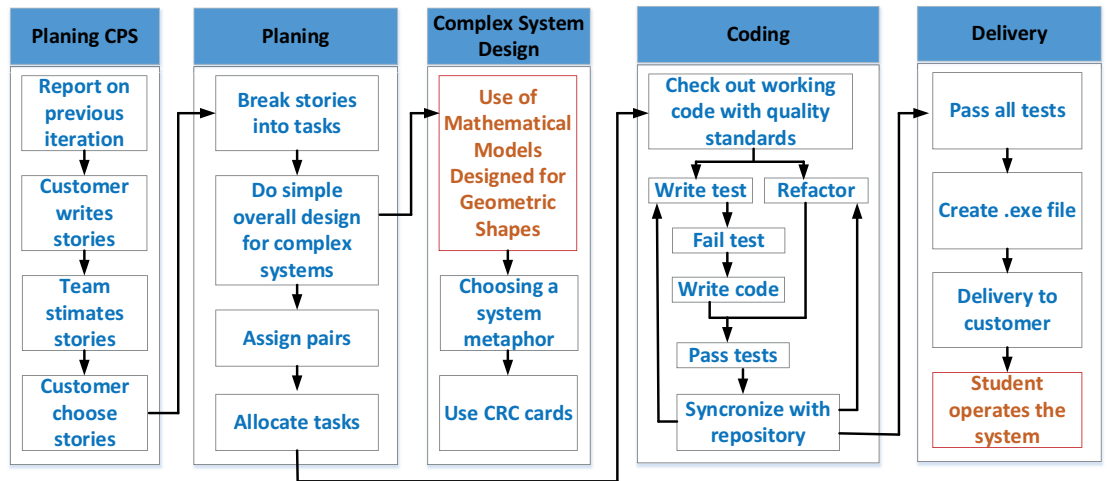 Planing CPS
Report on
previous
iteration
Customer
writes
stories
Team
stimates
stories
Customer
choose
stories
Planing
Break stories
into tasks
Do simple
overall design
for complex
systems
Assign pairs
Allocate tasks
Complex System
Design
Use of
Mathematical
Models
Designed for
Geometric
Shapes
Choosing a
system
metaphor
Use CRC cards
Coding
Check out working
code with quality
standards
Write test
Refactor
Fail test
Write code
Pass tests
Syncronize with
repository
Delivery
Pass all tests
Create .exe file
Delivery to
customer
Student
operates the
system